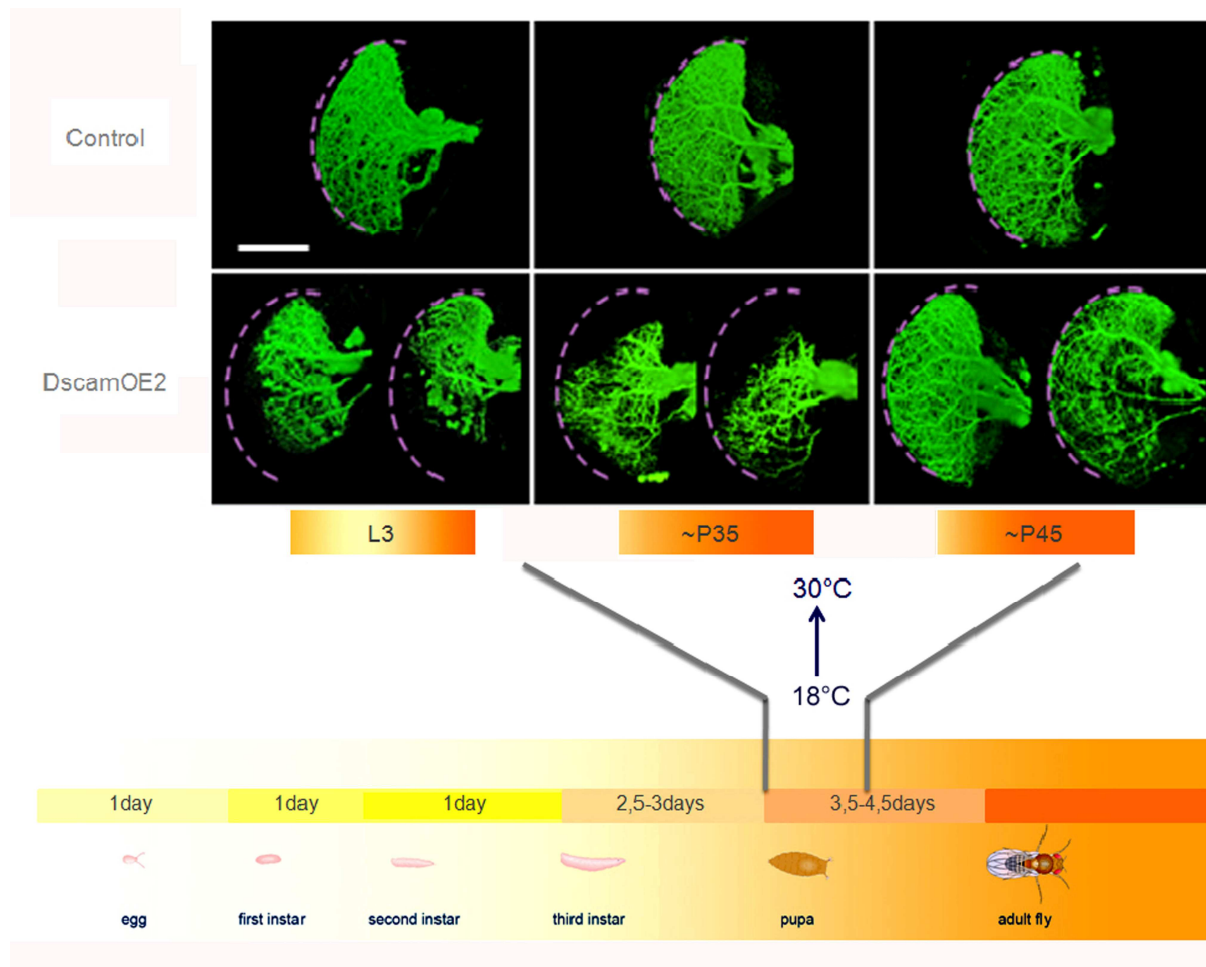 Control
DscamOE2
L3
~P35
~P45
30°C
18°C
1day
1day
1day
2,5-3days
3,5-4,5days
egg
first instar
second instar
third instar
pupa
adult fly